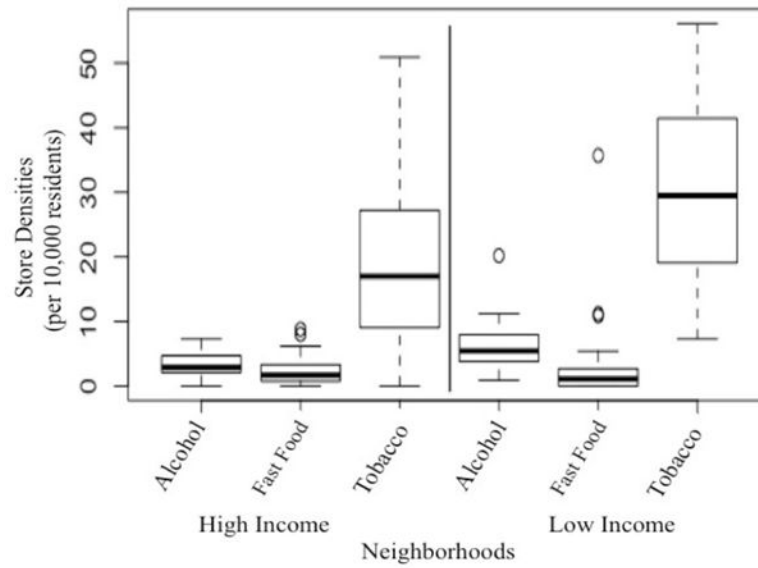 Store Densities
(per 10,000 residents)
50
40
30
20
10
0
Alcohol
Fast Food
Tobacco
Alcohol
Fast Food
Tobacco
High Income
Low Income
Neighborhoods